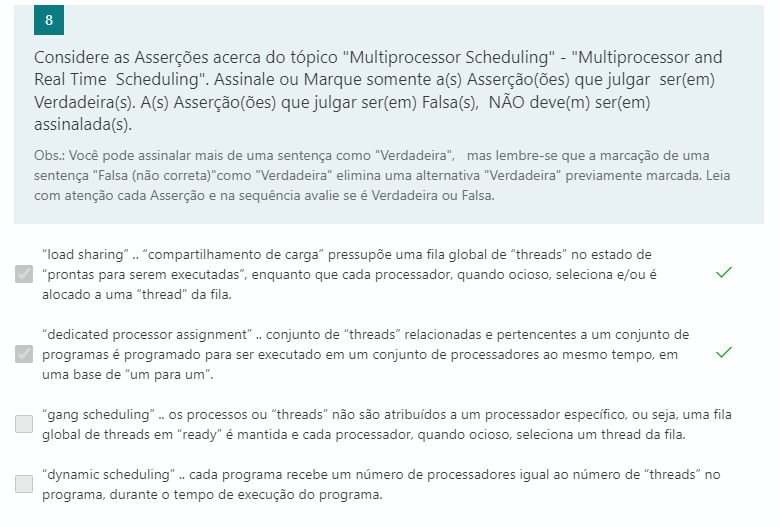 8
Considere as Asserções acerca do tópico "Multiprocessor Scheduling" - "Multiprocessor and
Real Time  Scheduling". Assinale ou Marque somente a(s) Asserção(ões) que julgar  ser(em)
Verdadeira(s). A(s) Asserção(ões) que julgar ser(em) Falsa(s),  NÃO deve(m) ser(em)
assinalada(s).
Obs.: Você pode assinalar mais de uma sentença como "Verdadeira",   mas lembre-se que a marcação de uma
sentença "Falsa (não correta)"como "Verdadeira" elimina uma alternativa "Verdadeira" previamente marcada. Leia
com atenção cada Asserção e na sequência avalie se é Verdadeira ou Falsa.
“load sharing” .. “compartilhamento de carga” pressupõe uma fila global de “threads” no estado de
“prontas para serem executadas”, enquanto que cada processador, quando ocioso, seleciona e/ou é
alocado a uma “thread” da fila.
“dedicated processor assignment” .. conjunto de “threads” relacionadas e pertencentes a um conjunto de
programas é programado para ser executado em um conjunto de processadores ao mesmo tempo, em
uma base de “um para um”.
“gang scheduling” .. os processos ou “threads” não são atribuídos a um processador específico, ou seja, uma fila
global de threads em “ready” é mantida e cada processador, quando ocioso, seleciona um thread da fila.
“dynamic scheduling” .. cada programa recebe um número de processadores igual ao número de “threads” no
programa, durante o tempo de execução do programa.